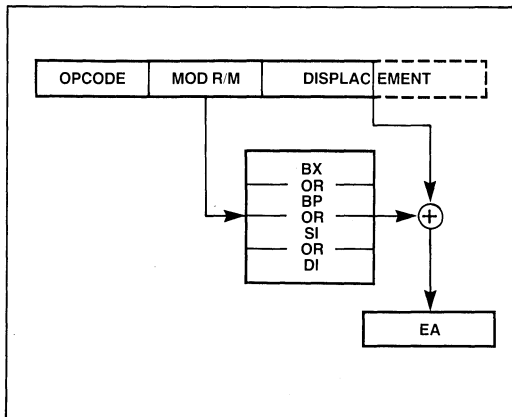 OPCODE MOD R/M DISPLACEMENT
BX
OR
BP
OR
SI
OR
DI
+
EA